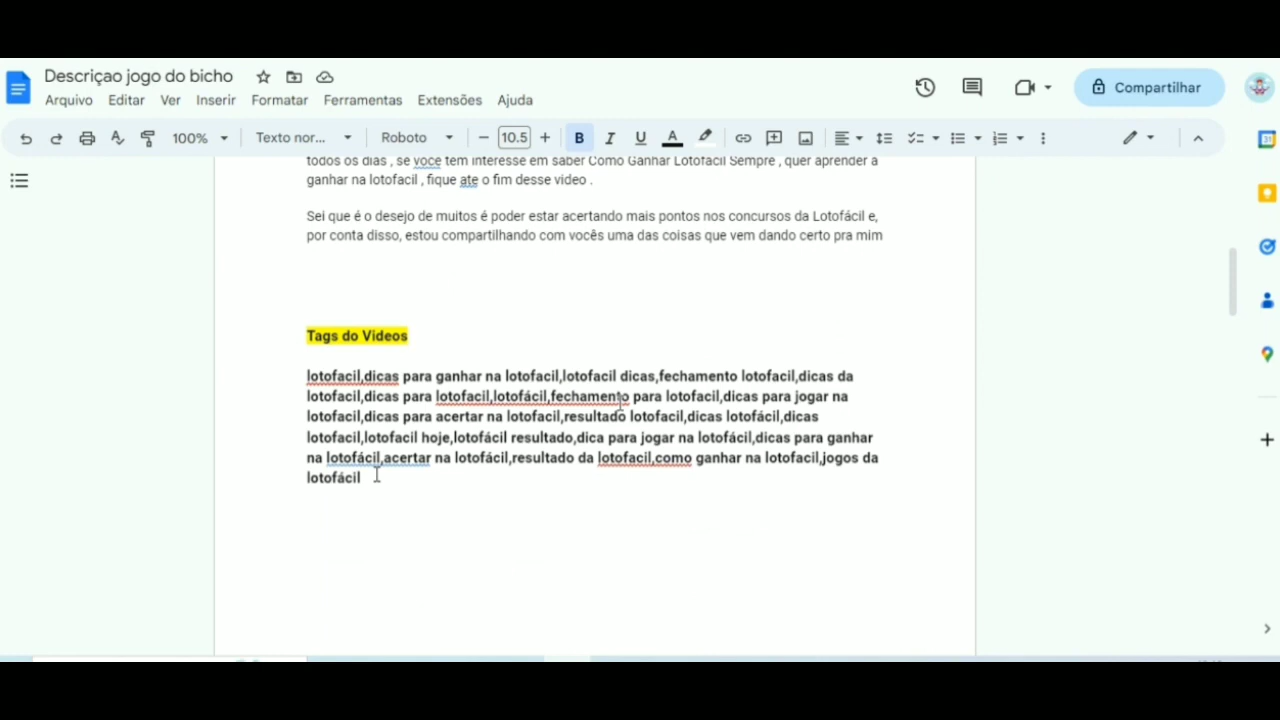 Descriçao jogo do bicho
Arquivo Editar Ver Inserir Formatar Ferramentas Extensões Ajuda
Compartilhar
100% Texto nor... Roboto 10.5 B I U A
31
todos os dias , se você tem interesse em saber Como Ganhar Lotofacil Sempre , quer aprender a
ganhar na lotofacil , fique ate o fim desse video .
Sei que é o desejo de muitos é poder estar acertando mais pontos nos concursos da Lotofácil e,
por conta disso, estou compartilhando com vocês uma das coisas que vem dando certo pra mim
Tags do Videos
lotofacil,dicas para ganhar na lotofacil,lotofacil dicas,fechamento lotofacil,dicas da
lotofacil,dicas para lotofacil,lotofácil,fechamento para lotofacil,dicas para jogar na
lotofacil,dicas para acertar na lotofacil,resultado lotofacil,dicas lotofácil,dicas
lotofacil,lotofacil hoje,lotofácil resultado,dica para jogar na lotofácil,dicas para ganhar
na lotofácil,acertar na lotofácil,resultado da lotofacil,como ganhar na lotofacil,jogos da
lotofácil